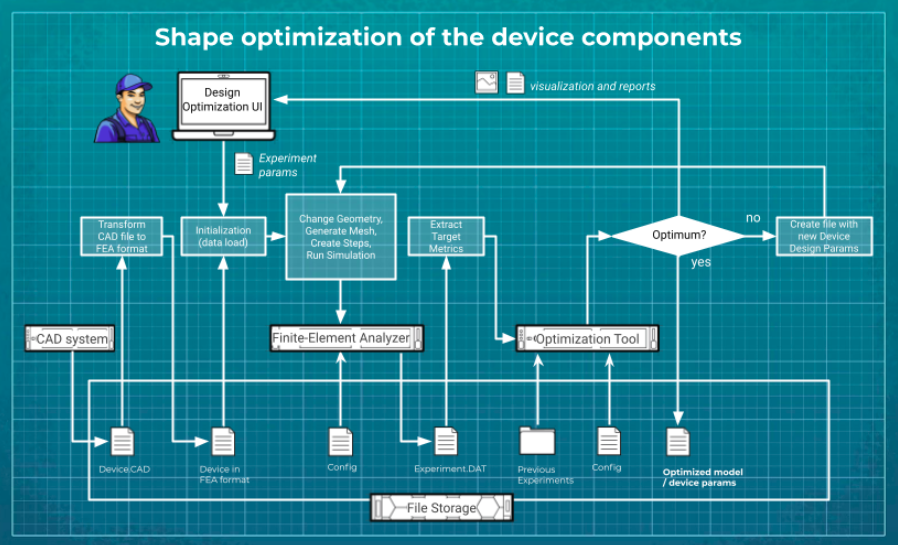 Shape optimization of the device components
Design
Optimization UI
visualization and reports
Experiment
params
Transform
CAD file to
FEA format
Initialization
(data load)
Change Geometry,
Generate Mesh,
Create Steps,
Run Simulation
Extract
Target
Metrics
Optimum?
no
yes
Create file with
new Device
Design Params
CAD system
Finite-Element Analyzer
Optimization Tool
Device.CAD
Device in
FEA format
Config
Experiment.DAT
Previous
Experiments
Config
Optimized model
/ device params
File Storage